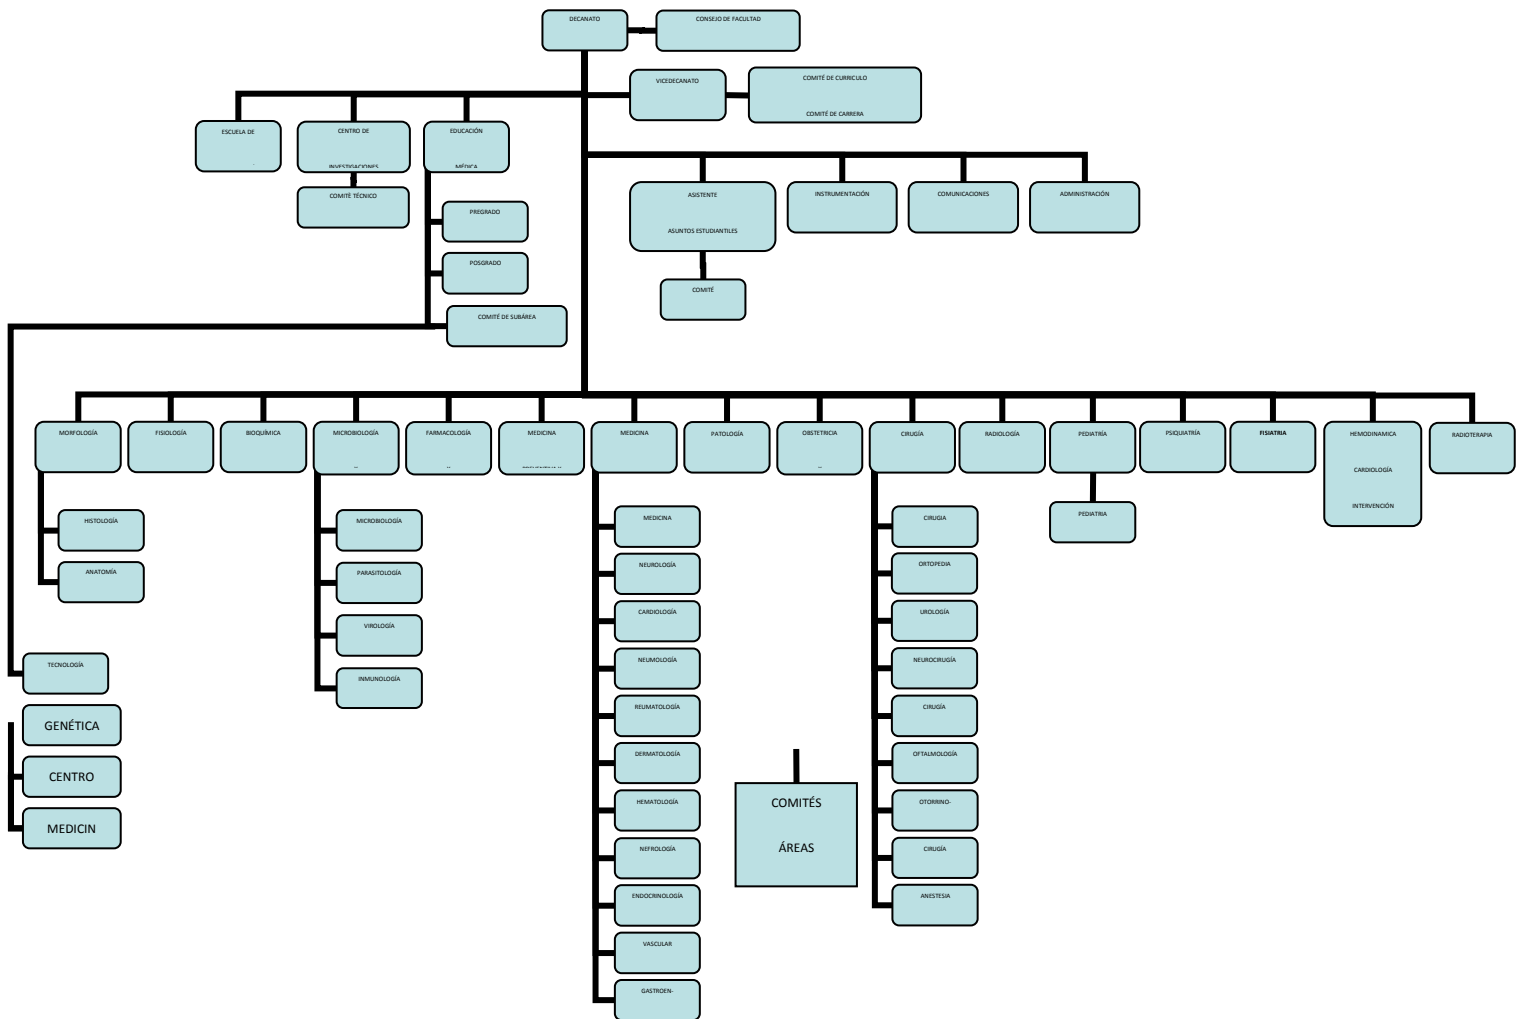 DECANATO
CONSEJO DE FACULTAD
VICEDECANATO
COMITÉ DE CURRICULO
COMITÉ DE CARRERA
ESCUELA DE
CENTRO DE
INVESTIGACIONES
EDUCACIÓN
MÉDICA
COMITÉ TÉCNICO
PREGRADO
POSGRADO
COMITÉ DE SUBÁREA
ASISTENTE
ASUNTOS ESTUDIANTILES
INSTRUMENTACIÓN
COMUNICACIONES
ADMINISTRACIÓN
COMITÉ
MORFOLOGÍA
FISIOLOGÍA
BIOQUÍMICA
MICROBIOLOGÍA
FARMACOLOGÍA
MEDICINA
MEDICINA
PATOLOGÍA
OBSTETRICIA
CIRUGÍA
RADIOLOGÍA
PEDIATRÍA
PSIQUIATRÍA
FISIATRIA
HEMODINAMICA
CARDIOLOGÍA
INTERVENCIÓN
RADIOTERAPIA
HISTOLOGÍA
ANATOMÍA
MICROBIOLOGÍA
PARASITOLOGÍA
VIROLOGÍA
INMUNOLOGÍA
MEDICINA
NEUROLOGÍA
CARDIOLOGÍA
NEUMOLOGÍA
REUMATOLOGÍA
DERMATOLOGÍA
HEMATOLOGÍA
NEFROLOGÍA
ENDOCRINOLOGÍA
VASCULAR
GASTROEN-
CIRUGIA
ORTOPEDIA
UROLOGÍA
NEUROCIRUGÍA
CIRUGÍA
OFTALMOLOGÍA
OTORRINO-
CIRUGÍA
ANESTESIA
PEDIATRIA
TECNOLOGÍA
GENÉTICA
CENTRO
MEDICIN
COMITÉS
ÁREAS